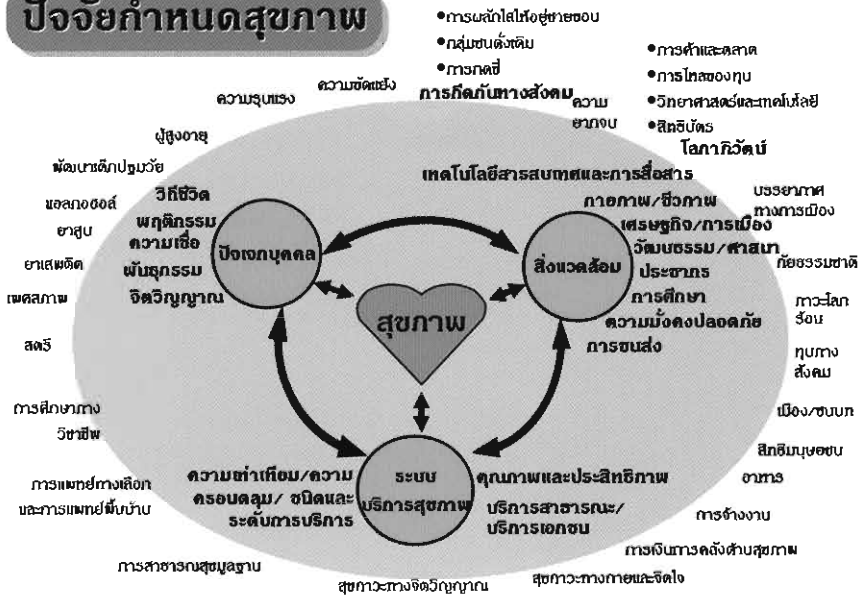 ปัจจัยกำหนดสุขภาพ
•การผลักไสให้อยู่ชายขอบ
•กลุ่มชนดั้งเดิม
•การกดขี่
การกีดกันทางสังคม
•การค้าและตลาด
•การไหลของทุน
•วิทยาศาสตร์และเทคโนโลยี
•สิทธิบัตร
โลกาภิวัตน์
ความขัดแย้ง
ความรุนแรง
ความ
ยากจน
ผู้สูงอายุ
พัฒนาเด็กปฐมวัย
แอลกอฮอล์
ยาสูบ
ยาเสพติด
เพศสภาพ
สตรี
การศึกษาทาง
วิชาชีพ
การแพทย์ทางเลือก
และการแพทย์พื้นบ้าน
การสาธารณสุขมูลฐาน
สุขภาวะทางจิตวิญญาณ
สุขภาวะทางกายและจิตใจ
การเงินการคลังด้านสุขภาพ
การจ้างงาน
อาหาร
สิทธิมนุษยชน
เมือง/ชนบท
ทุนทาง
สังคม
ภาวะโลก
ร้อน
ภัยธรรมชาติ
บรรยากาศ
ทางการเมือง
วิถีชีวิต
พฤติกรรม
ความเชื่อ
พันธุกรรม
จิตวิญญาณ
ปัจเจกบุคคล
เทคโนโลยีสารสนเทศและการสื่อสาร
กายภาพ/ชีวภาพ
เศรษฐกิจ/การเมือง
วัฒนธรรม/ศาสนา
ประชากร
การศึกษา
ความมั่งคงปลอดภัย
การขนส่ง
สิ่งแวดล้อม
สุขภาพ
ความเท่าเทียม/ความ
ครอบคลุม/ ชนิดและ
ระดับการบริการ
ระบบ
บริการสุขภาพ
คุณภาพและประสิทธิภาพ
บริการสาธารณะ/
บริการเอกชน